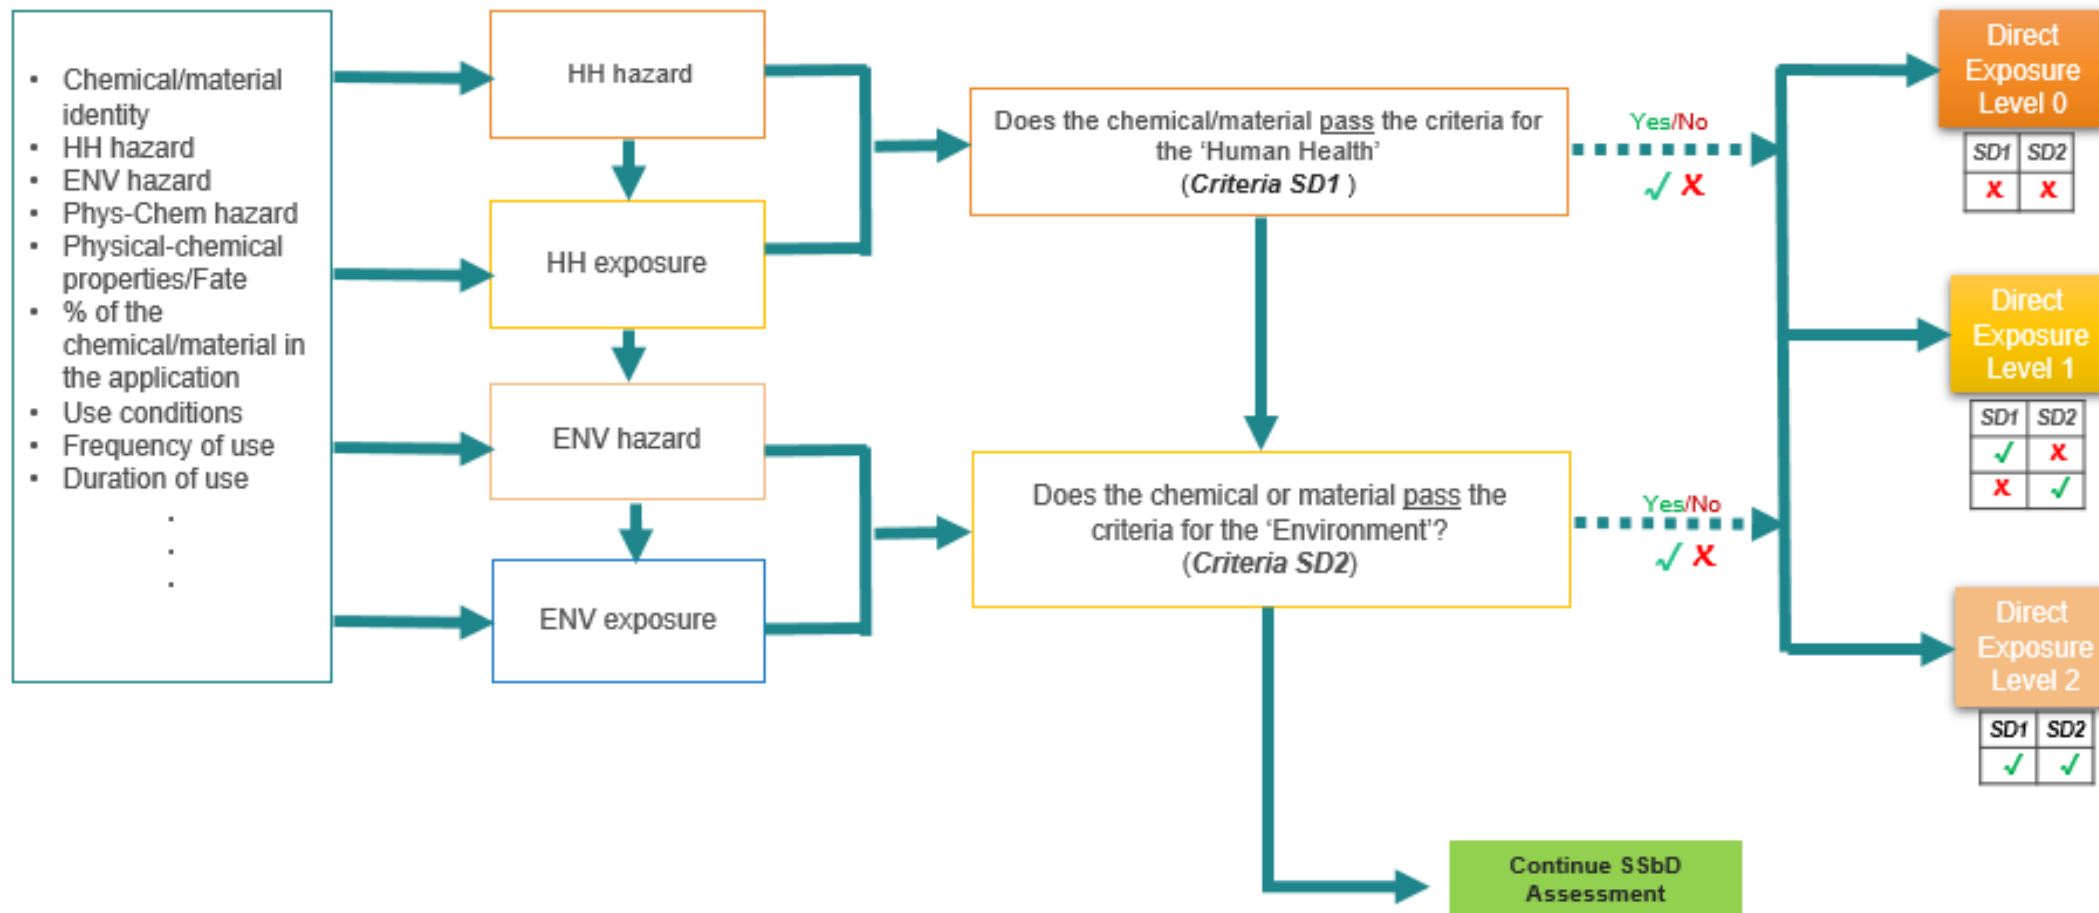 • Chemical/material
identity
• HH hazard
• ENV hazard
• Phys-Chem hazard
• Physical-chemical
properties/Fate
• % of the
chemical/material in
the application
• Use conditions
• Frequency of use
• Duration of use
.
.
.
HH hazard
HH exposure
ENV hazard
ENV exposure
Does the chemical/material pass the criteria for
the ‘Human Health’
(Criteria SD1 )
Yes/No
✓ X
Does the chemical or material pass the
criteria for the ‘Environment’?
(Criteria SD2)
Yes/No
✓ X
Direct
Exposure
Level 0
SD1 SD2
X X
Direct
Exposure
Level 1
SD1 SD2
✓ X
X ✓
Direct
Exposure
Level 2
SD1 SD2
✓ ✓
Continue SSbD
Assessment